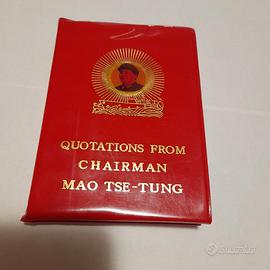 QUOTATIONS FROM
CHAIRMAN
MAO TSE-TUNG